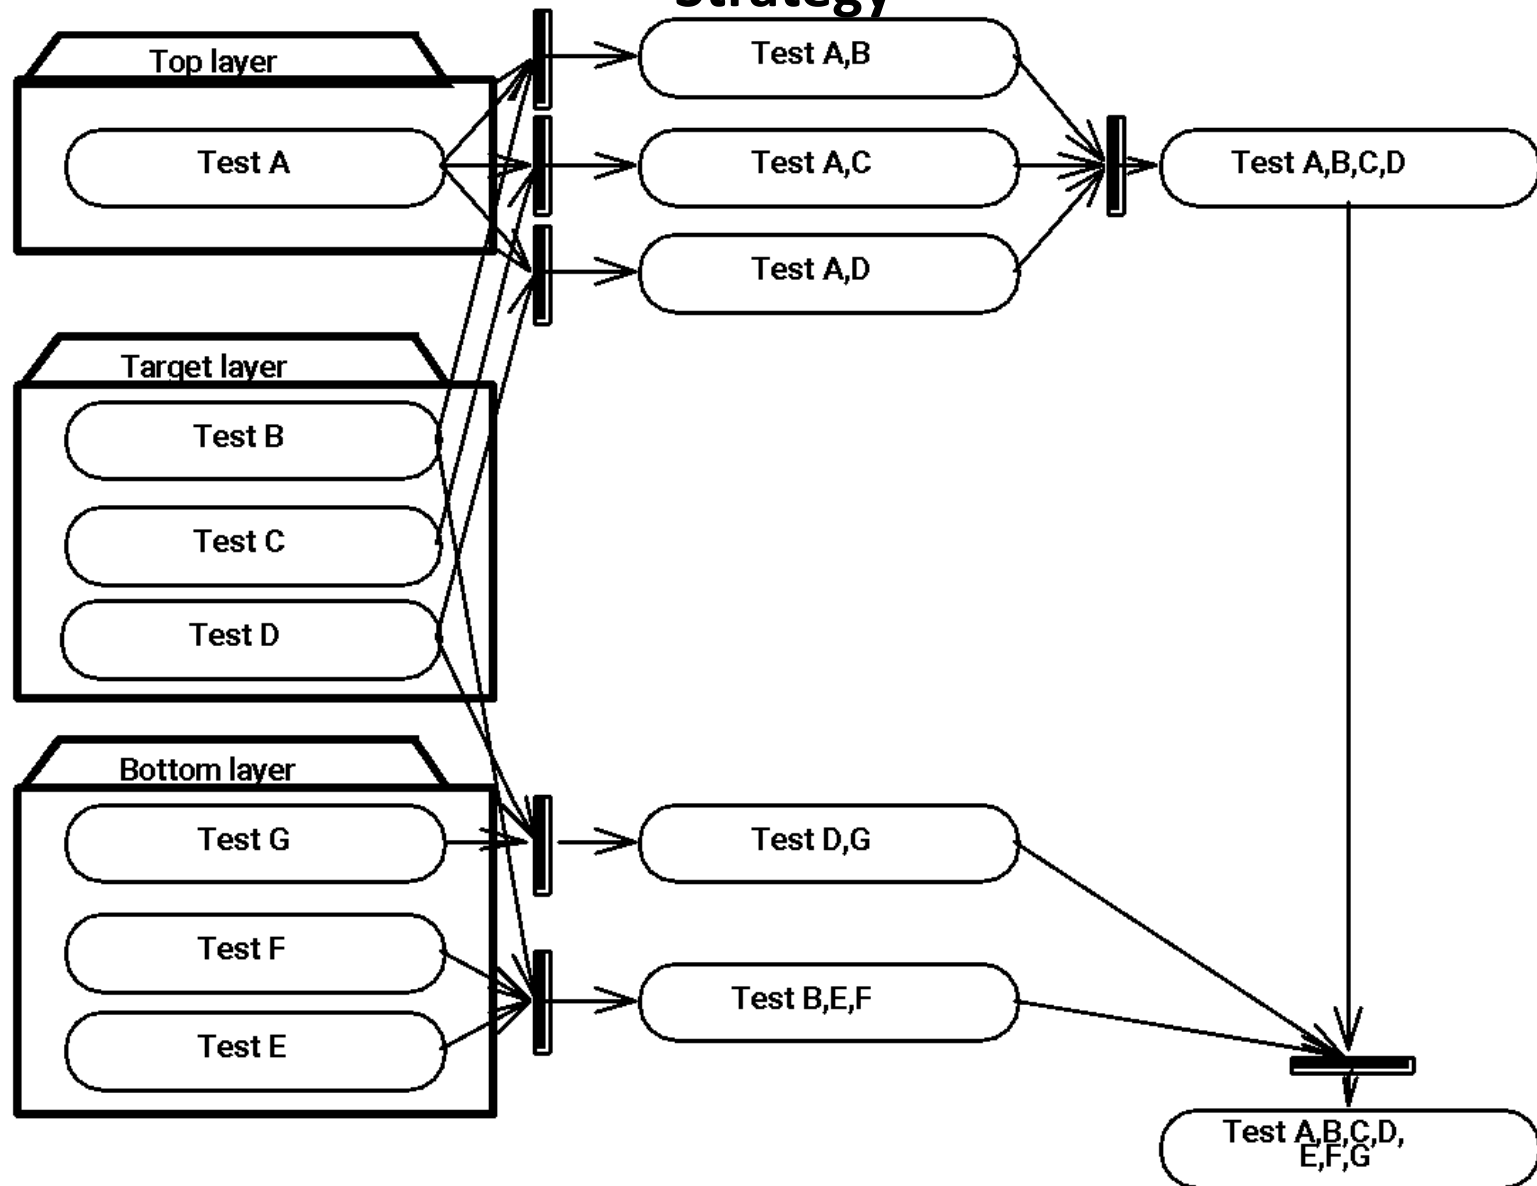 Strategy
Top layer
Test A
Test A,B
Test A,C
Test A,D
Test A,B,C,D
Target layer
Test B
Test C
Test D
Bottom layer
Test G
Test F
Test E
Test D,G
Test B,E,F
Test A,B,C,D,
E,F,G